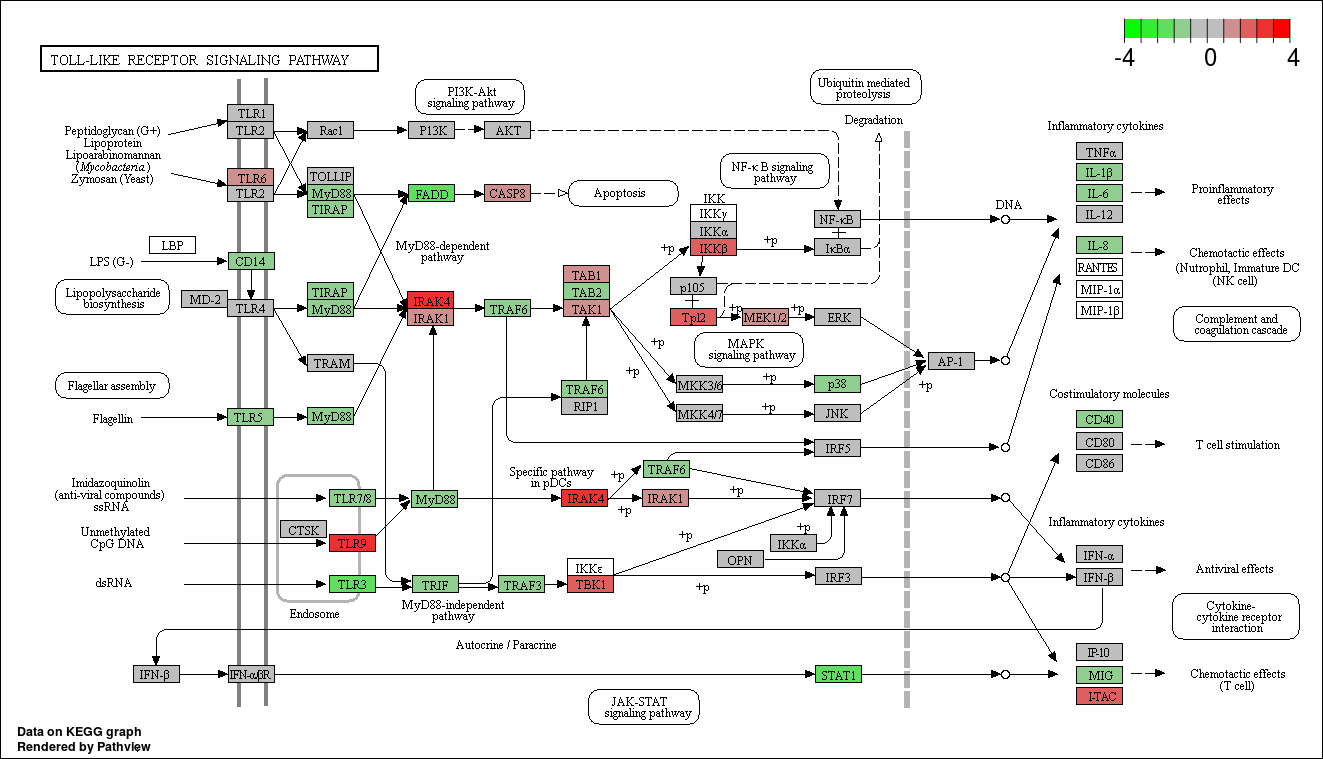 -4 0 4
TOLL-LIKE RECEPTOR SIGNALING PATHWAY
PI3K-Akt
signaling pathway
Ubiquitin mediated
proteolysis
Degradation
Inflammatory cytokines
Peptidoglycan (G+)
Lipoprotein
Lipoarabinomannan
(Mycobacteria)
Zymosan (Yeast)
TLR1
TLR2
Rac1
PI3K
AKT
TLR6
TLR2
TOLLIP
MyD88
TIRAP
FADD
CASP8
Apoptosis
NF-κB signaling
pathway
IKK
IKKγ
IKKα
IKKβ
+p
+p
NF-κB
IκBα
DNA
TNFα
IL-1β
IL-6
IL-12
Proinflammatory
effects
IL-8
RANTES
MIP-1α
MIP-1β
Chemotactic effects
(Nutrophil, Immature DC
(NK cell)
LBP
LPS (G-)
CD14
MyD88-dependent
pathway
Lipopolysaccharide
biosynthesis
MD-2
TLR4
TIRAP
MyD88
IRAK4
IRAK1
TRAF6
TAB1
TAB2
TAK1
p105
Tpl2
+p
MEK1/2
+p
ERK
Complement and
coagulation cascade
MAPK
signaling pathway
+p
+p
TRAM
AP-1
+p
MKK3/6
+p
p38
MKK4/7
+p
JNK
Flagellar assembly
Flagellin
TLR5
MyD88
TRAF6
RIP1
Costimulatory molecules
CD40
CD80
CD86
T cell stimulation
IRF5
Imidazoquinolin
(anti-viral compounds)
ssRNA
TLR7/8
MyD88
Specific pathway
in pDCs
IRAK4
+p
+p
TRAF6
IRAK1
+p
IRF7
Unmethylated
CpG DNA
CTSK
TLR9
+p
+p
IKKα
OPN
Inflammatory cytokines
IFN-α
IFN-β
Antiviral effects
dsRNA
TLR3
Endosome
TRIF
TRAF3
MyD88-independent
pathway
IKKε
TBK1
+p
IRF3
Cytokine-
cytokine receptor
interaction
Autocrine / Paracrine
IFN-β
IFN-αβR
STAT1
JAK-STAT
signaling pathway
IP-10
MIG
I-TAC
Chemotactic effects
(T cell)
Data on KEGG graph
Rendered by Pathview